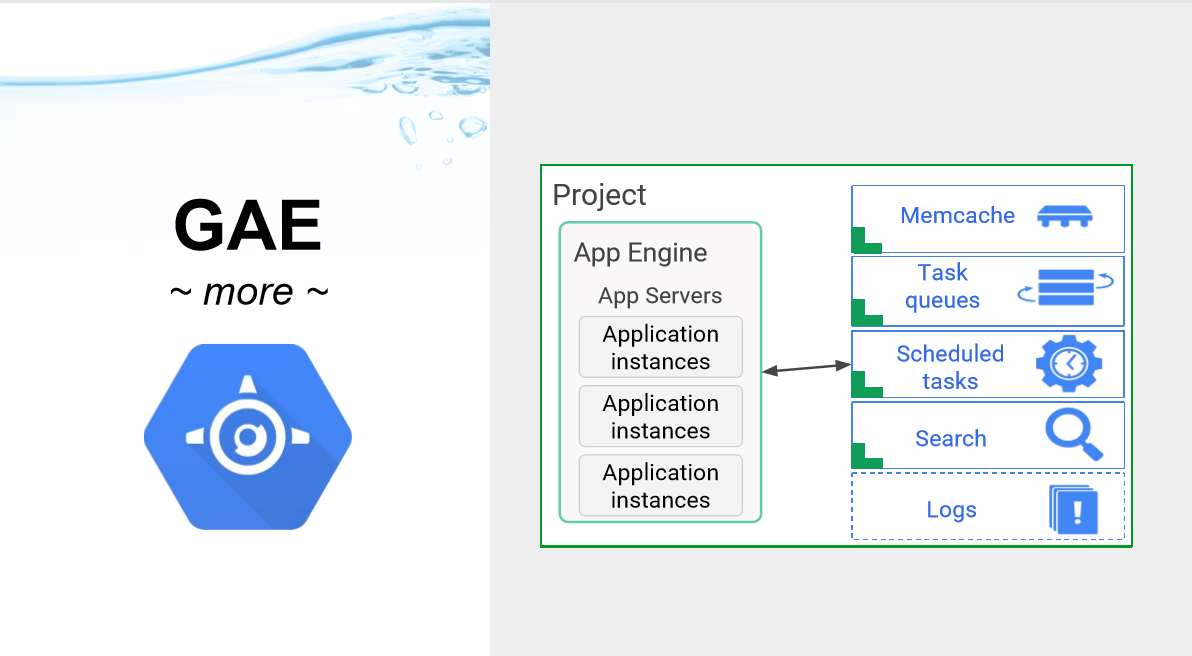 GAE
~ more ~
Project
App Engine
App Servers
Application
instances
Application
instances
Application
instances
Memcache
Task
queues
Scheduled
tasks
Search
Logs
!